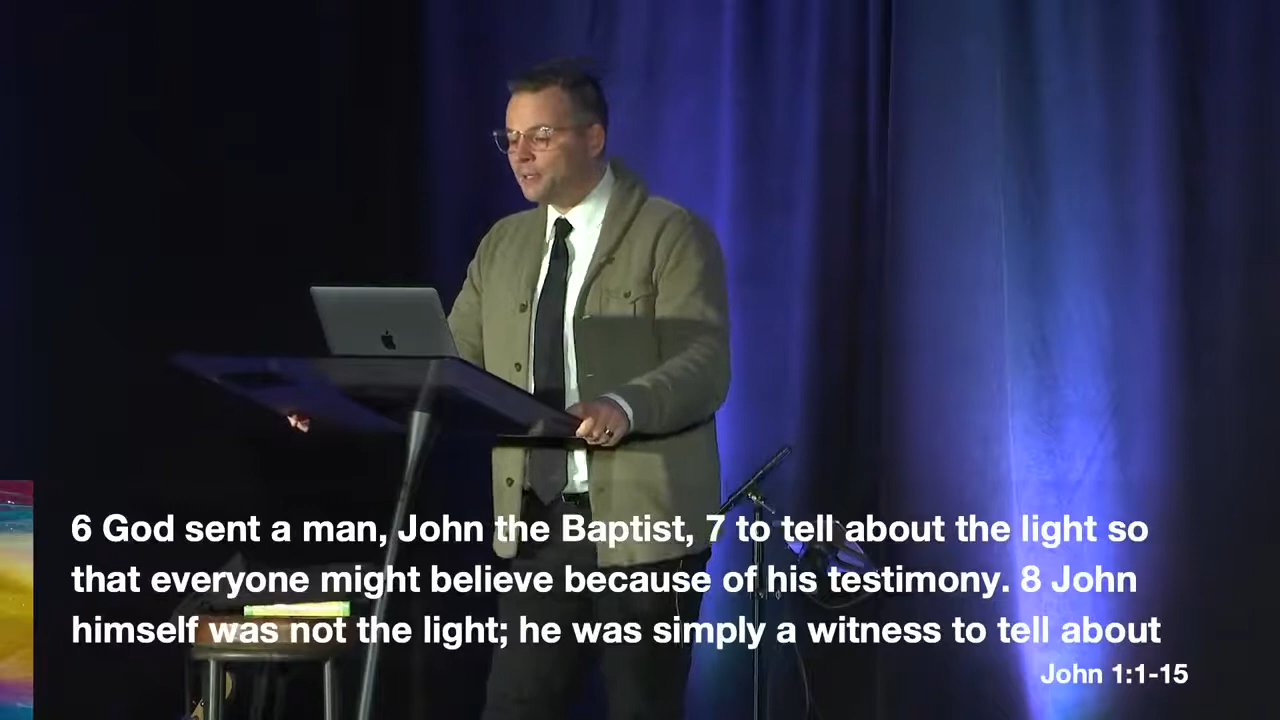 6 God sent a man, John the Baptist, 7 to tell about the light so
that everyone might believe because of his testimony. 8 John
himself was not the light; he was simply a witness to tell about
John 1:1-15